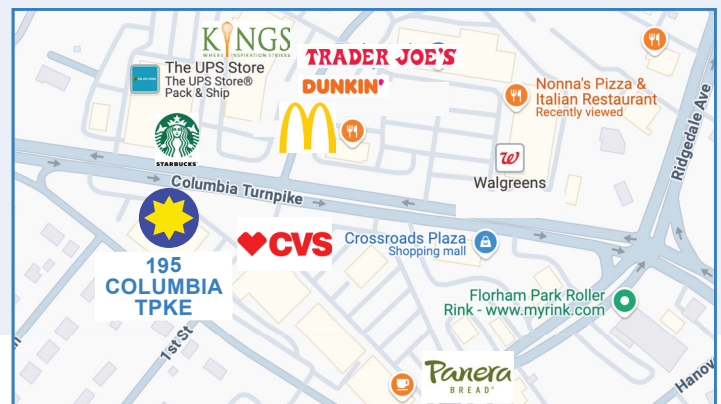 KINGS
WHERE INSPIRATION STRIKES
The UPS Store
The UPS Store®
Pack & Ship
TRADER JOE'S
DUNKIN'
Nonna's Pizza &
Italian Restaurant
Recently viewed
STARBUCKS
Walgreens
Ridgedale Ave
Columbia Turnpike
CVS
Crossroads Plaza
Shopping mall
195
COLUMBIA
TPKE
Florham Park Roller
Rink - www.myrink.com
1st St
Panera
BREAD®
Hanov